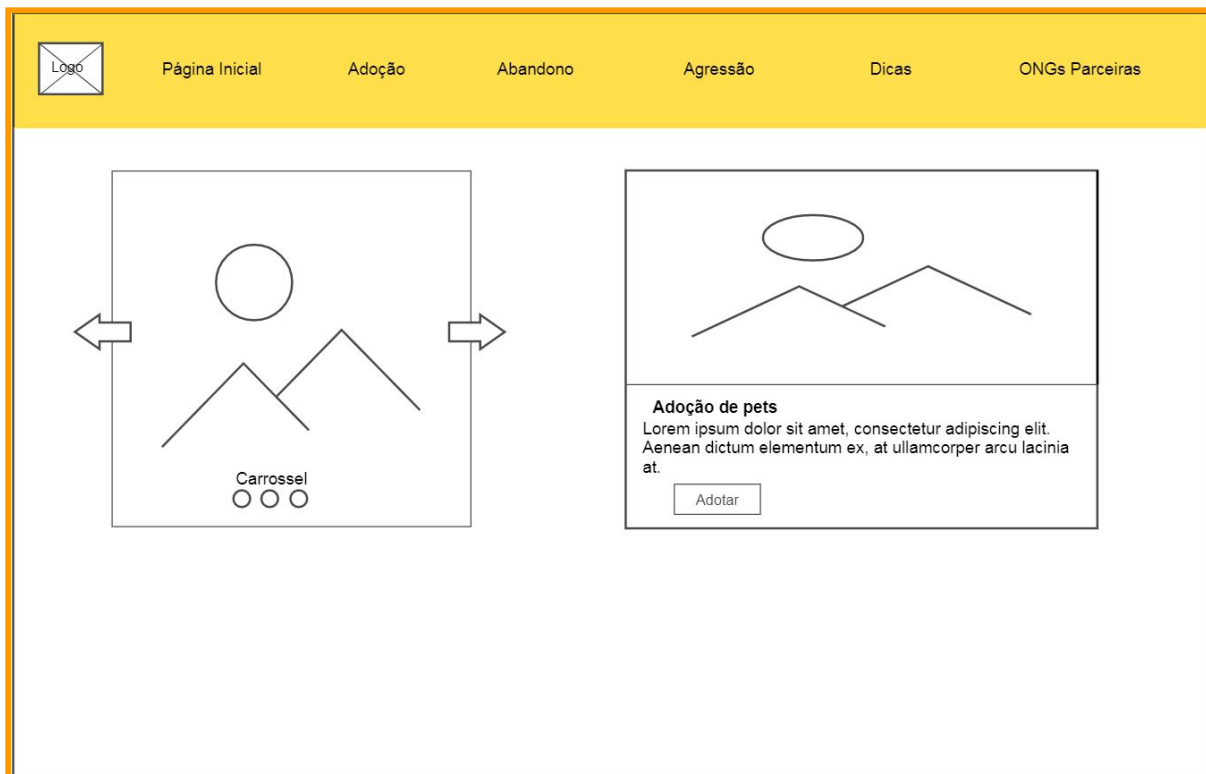 Logo
Página Inicial
Adoção
Abandono
Agressão
Dicas
ONGs Parceiras
Carrossel
Adoção de pets
Lorem ipsum dolor sit amet, consectetur adipiscing elit.
Aenean dictum elementum ex, at ullamcorper arcu lacinia
at.
Adotar